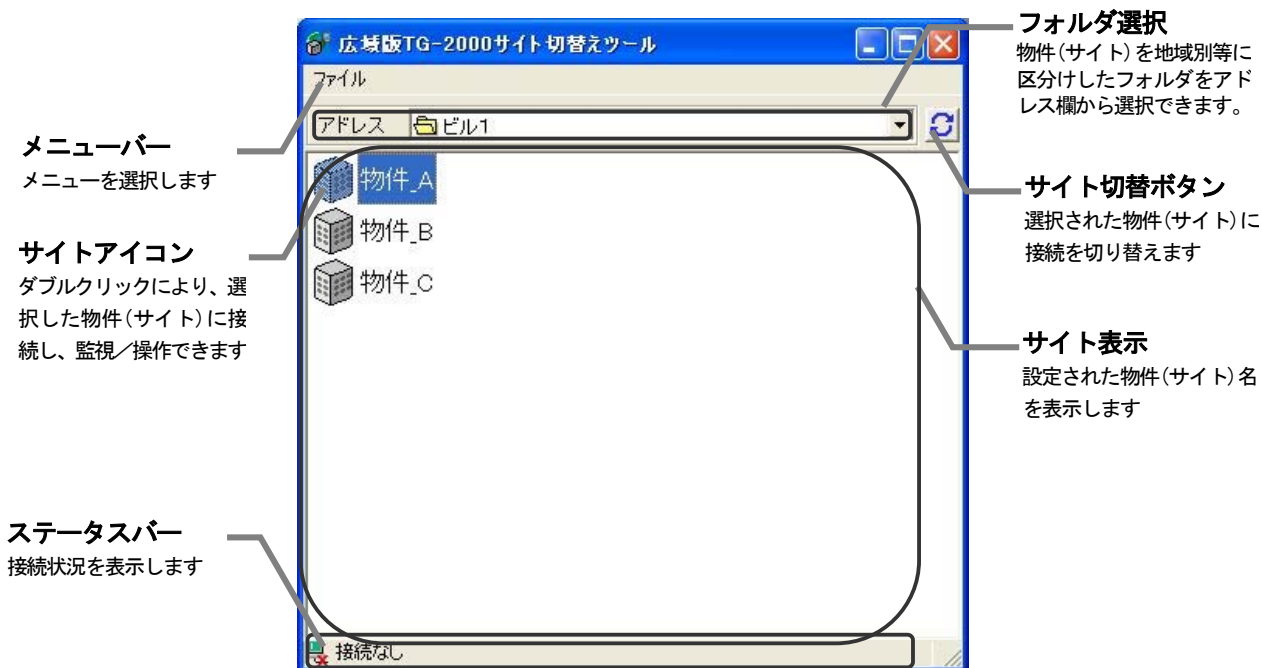 フォルダ選択
物件（サイト）を地域別等に
区分けしたフォルダをアド
レス欄から選択できます。
広域版TG-2000サイト切替えツール
ファイル
アドレス ビル1
メニューバー
メニューを選択します
物件_A
物件_B
物件_C
サイト切替ボタン
選択された物件（サイト）に
接続を切り替えます
サイトアイコン
ダブルクリックにより、選
択した物件（サイト）に接
続し、監視／操作できます
サイト表示
設定された物件（サイト）名
を表示します
ステータスバー
接続状況を表示します
接続なし